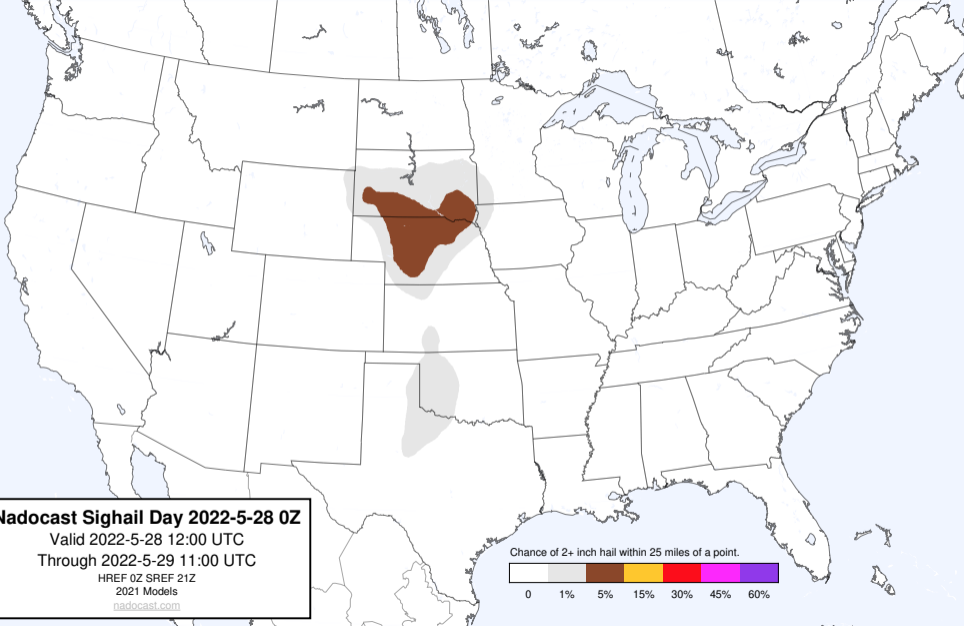 Nadocast Sighail Day 2022-5-28 0Z
Valid 2022-5-28 12:00 UTC
Through 2022-5-29 11:00 UTC
HREF 0Z SREF 21Z
2021 Models
nadocast.com
Chance of 2+ inch hail within 25 miles of a point.
0 1% 5% 15% 30% 45% 60%